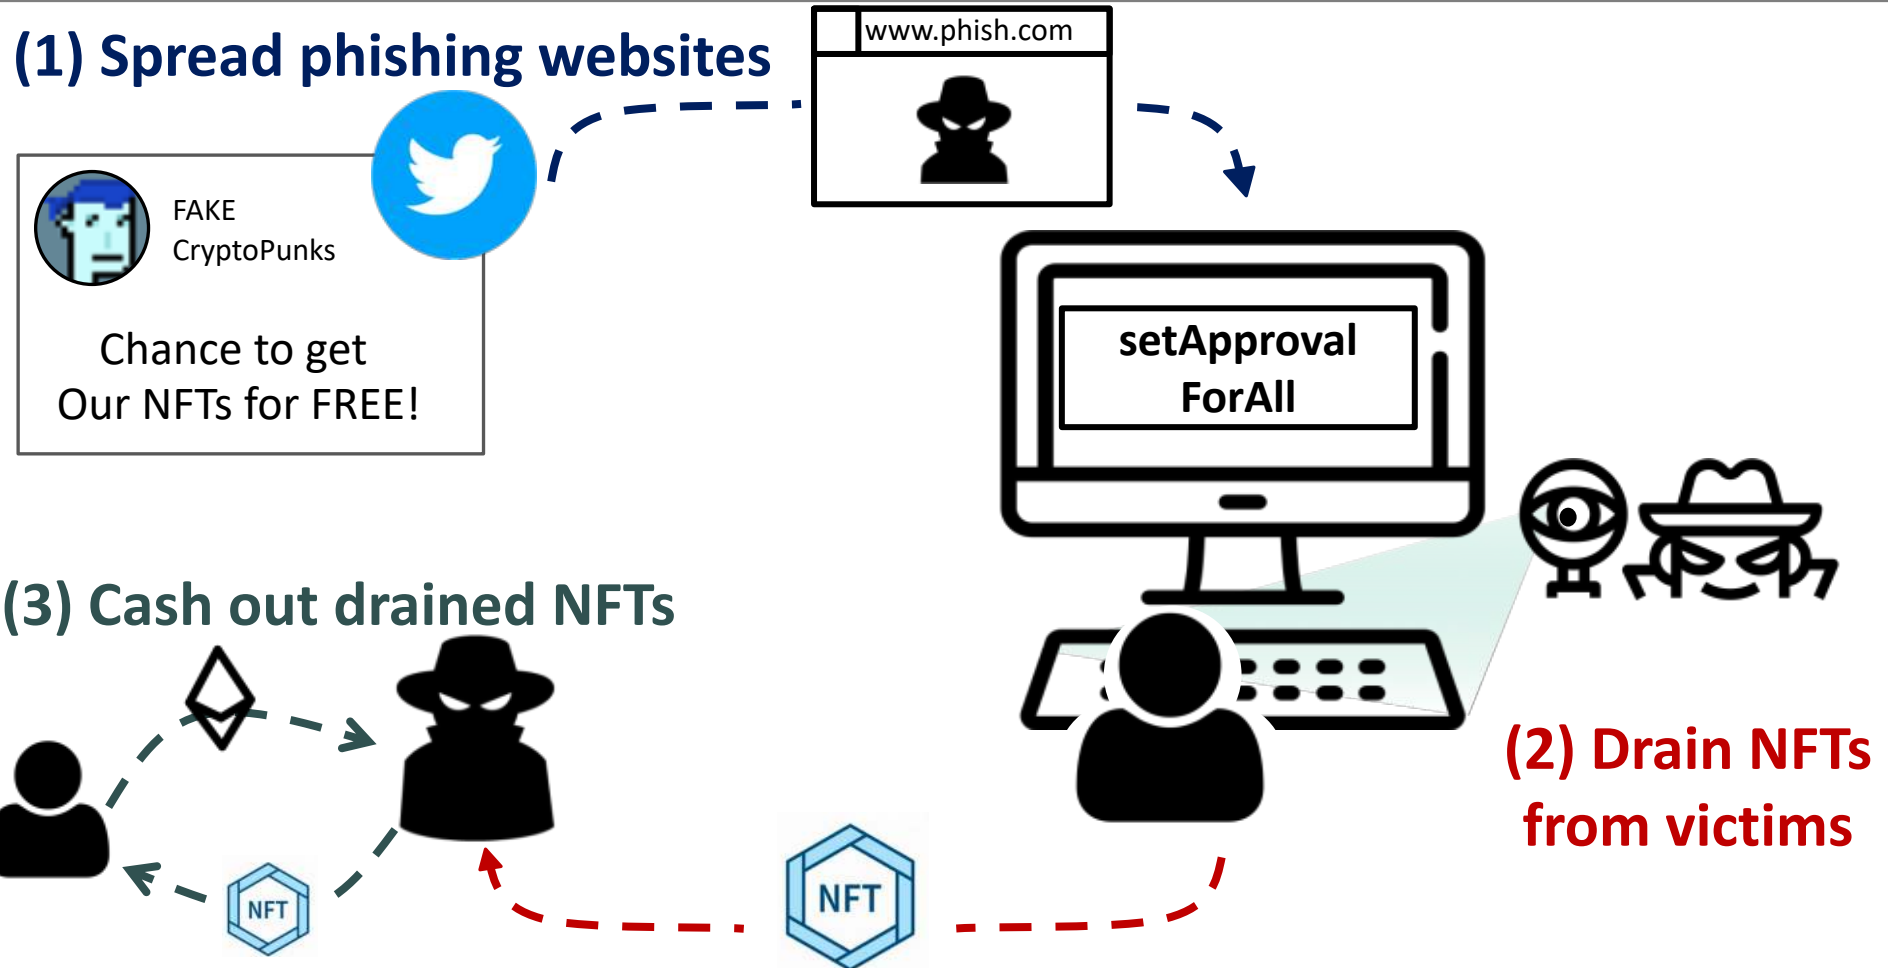 (1) Spread phishing websites
www.phish.com
FAKE
CryptoPunks
Chance to get
Our NFTs for FREE!
setApproval
ForAll
(2) Drain NFTs
from victims
NFT
(3) Cash out drained NFTs
NFT